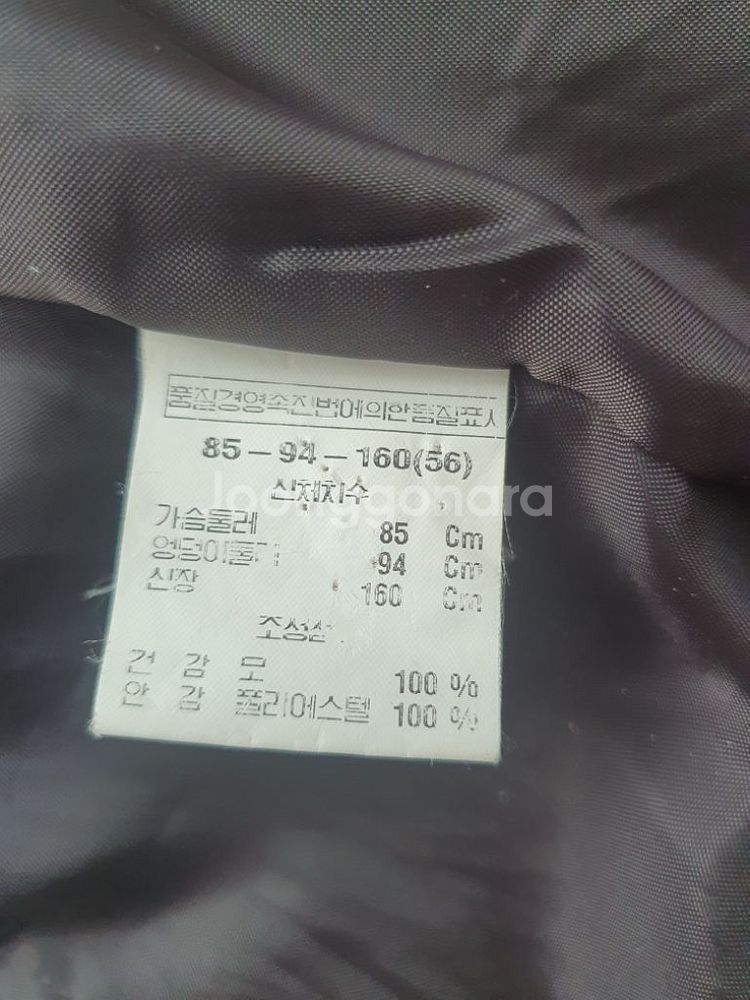 품질경영촉진법에의한품질표시
85-94-160(56)
신체치수
가슴둘레 85 Cm
엉덩이둘레 94 Cm
신장 160 Cm
조성섬
겉 감 모 100 %
안 감 폴리에스텔 100 %
joonggonara